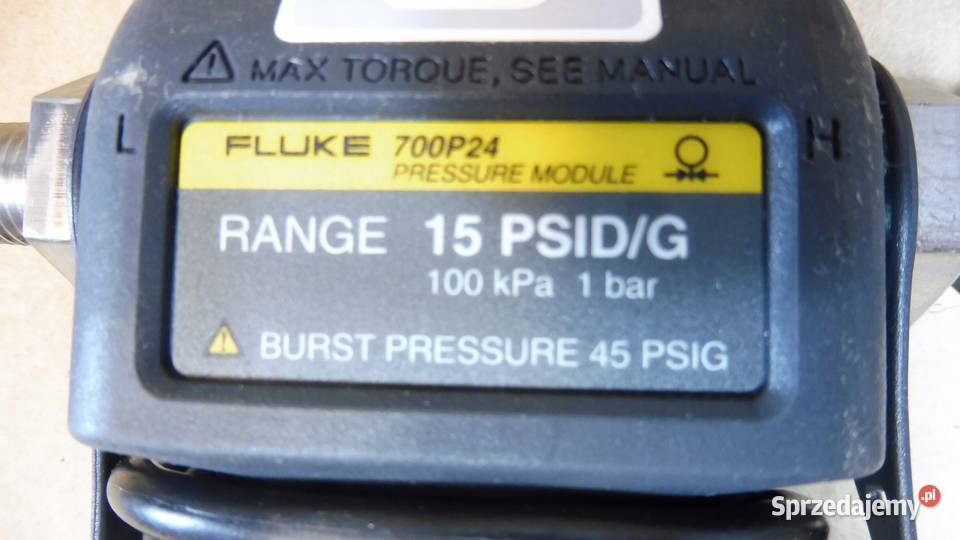 MAX TORQUE, SEE MANUAL
L
H
FLUKE 700P24
PRESSURE MODULE
RANGE 15 PSID/G
100 kPa 1 bar
BURST PRESSURE 45 PSIG
Sprzedajemy.pl